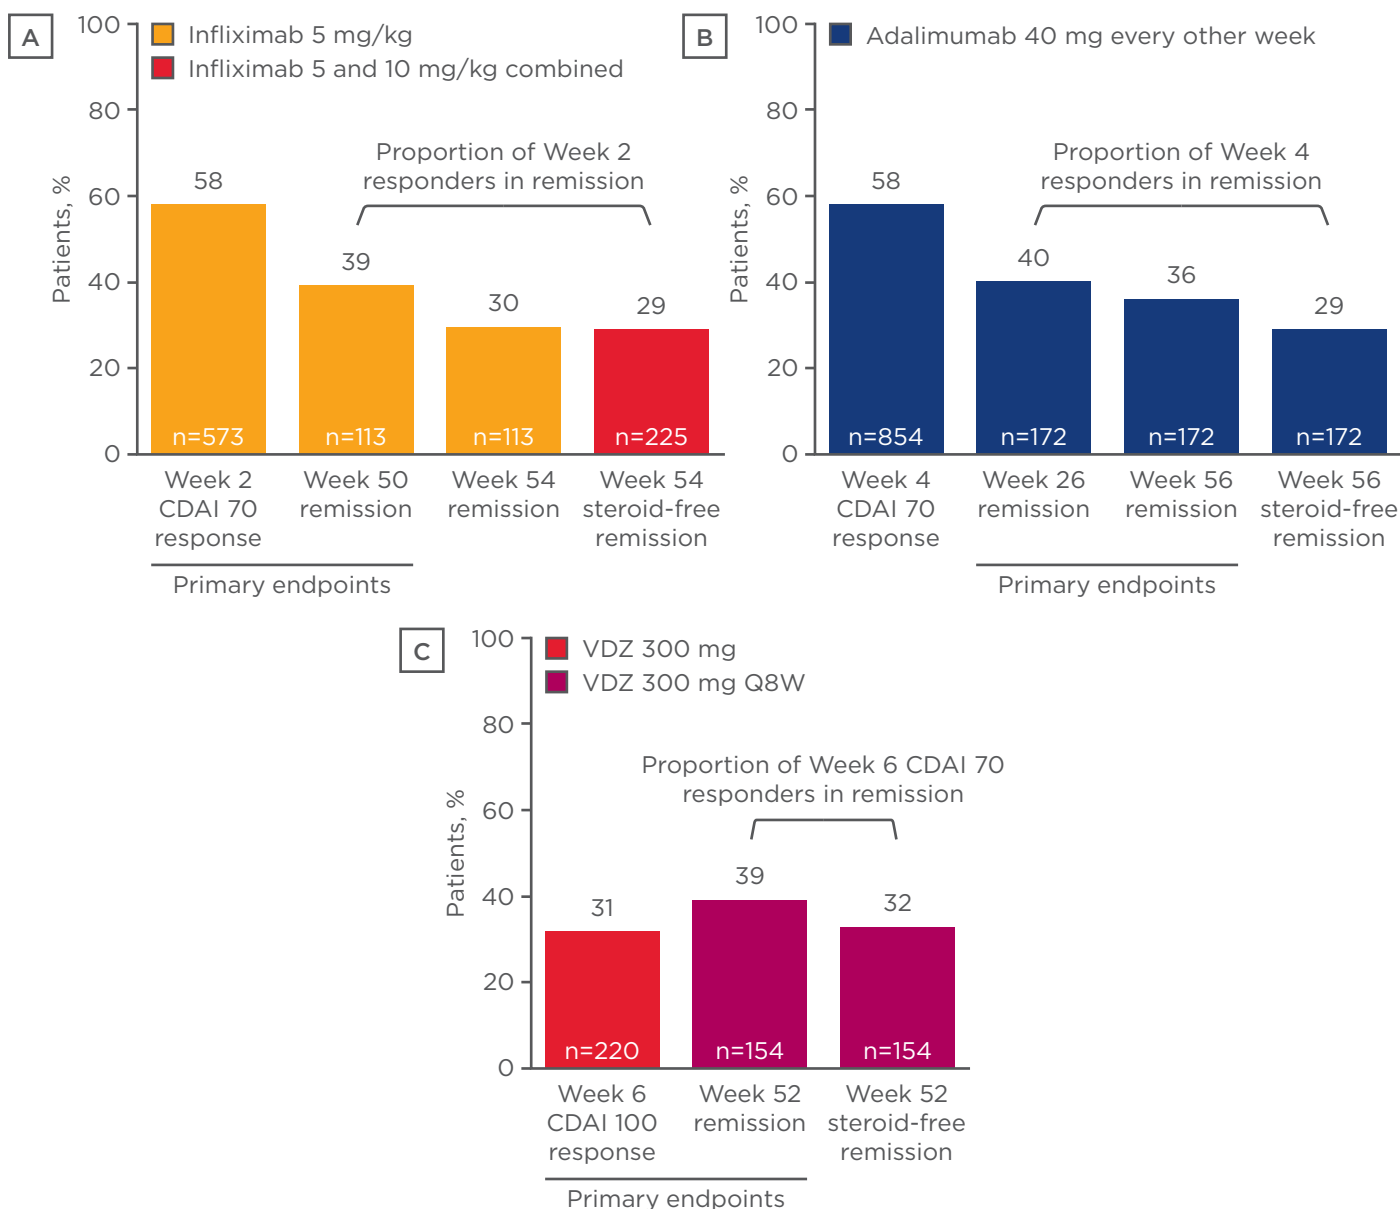 A
Infliximab 5 mg/kg
Infliximab 5 and 10 mg/kg combined
Patients, %
100
80
60
40
20
0
Proportion of Week 2
responders in remission
58
39
30
29
n=573
n=113
n=113
n=225
Week 2
CDAI 70
response
Week 50
remission
Week 54
remission
Week 54
steroid-free
remission
Primary endpoints
B
Adalimumab 40 mg every other week
Patients, %
100
80
60
40
20
0
Proportion of Week 4
responders in remission
58
40
36
29
n=854
n=172
n=172
n=172
Week 4
CDAI 70
response
Week 26
remission
Week 56
remission
Week 56
steroid-free
remission
Primary endpoints
C
VDZ 300 mg
VDZ 300 mg Q8W
Patients, %
100
80
60
40
20
0
Proportion of Week 6 CDAI 70
responders in remission
31
39
32
n=220
n=154
n=154
Week 6
CDAI 100
response
Week 52
remission
Week 52
steroid-free
remission
Primary endpoints